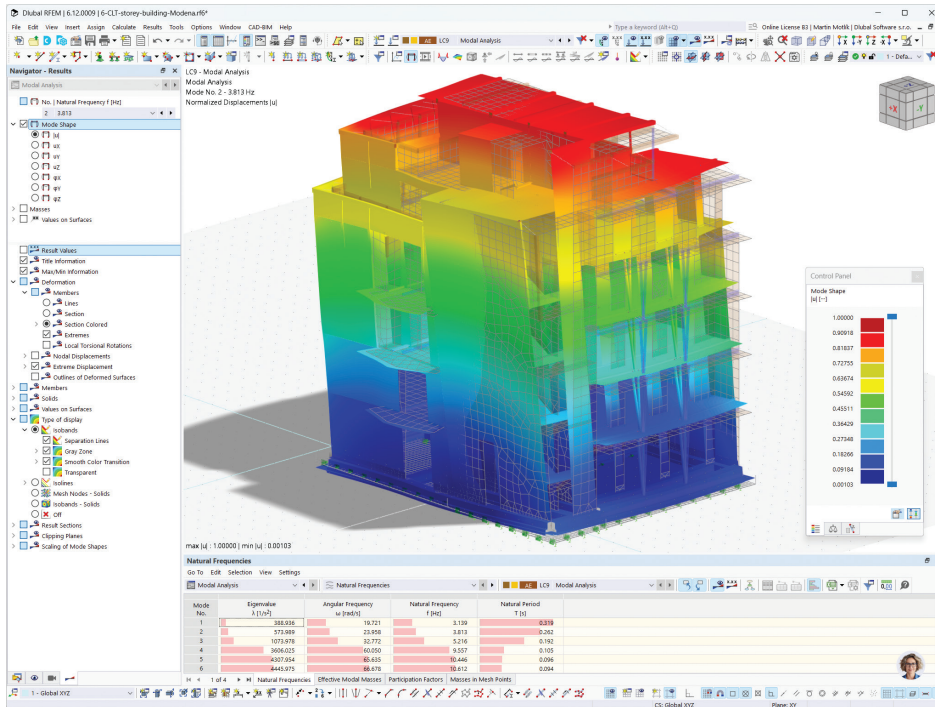 Dlubal RFEM | 6.12.0009 | 6-CLT-storey-building-Modena.rf6*
File Edit View Insert Assign Calculate Results Tools Options Window CAD-BIM Help
Type a keyword (Alt+Q)
Online License 83 | Martin Motlik | Dlubal Software s.r.o.
AE LC9 Modal Analysis
1 - Defa...
Navigator - Results
Modal Analysis
No. | Natural Frequency f [Hz]
2 3.813
Mode Shape
|u|
uX
uY
uZ
φX
φY
φZ
Masses
Values on Surfaces
Result Values
Title Information
Max/Min Information
Deformation
Members
Lines
Section
Section Colored
Extremes
Local Torsional Rotations
Nodal Displacements
Extreme Displacement
Outlines of Deformed Surfaces
Members
Solids
Values on Surfaces
Type of display
Isobands
Separation Lines
Gray Zone
Smooth Color Transition
Transparent
Isolines
Mesh Nodes - Solids
Isobands - Solids
Off
Result Sections
Clipping Planes
Scaling of Mode Shapes
LC9 - Modal Analysis
Modal Analysis
Mode No. 2 - 3.813 Hz
Normalized Displacements |u|
+X
-Y
Control Panel
Mode Shape
|u| [--]
1.00000
0.90918
0.81837
0.72755
0.63674
0.54592
0.45511
0.36429
0.27348
0.18266
0.09184
0.00103
max |u| : 1.00000 | min |u| : 0.00103
Natural Frequencies
Go To Edit Selection View Settings
Modal Analysis Natural Frequencies AE LC9 Modal Analysis
Mode No. Eigenvalue λ [1/s²] Angular Frequency ω [rad/s] Natural Frequency f [Hz] Natural Period T [s]
1 388.936 19.721 3.139 0.319
2 573.989 23.958 3.813 0.262
3 1073.978 32.772 5.216 0.192
4 3606.025 60.050 9.557 0.105
5 4307.954 65.635 10.446 0.096
6 4445.975 66.678 10.612 0.094
1 of 4 Natural Frequencies Effective Modal Masses Participation Factors Masses in Mesh Points
1 - Global XYZ
CS: Global XYZ Plane: XY